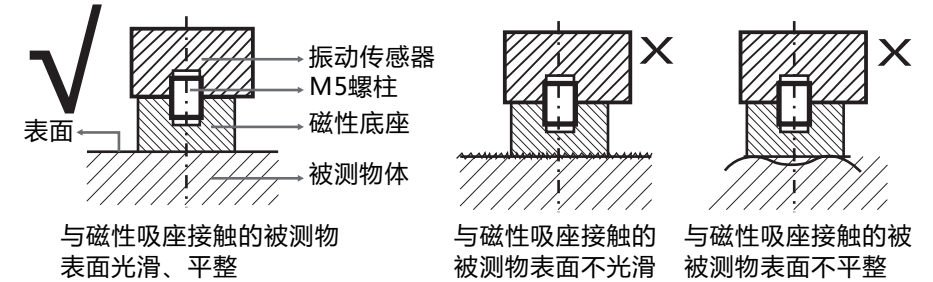 振动传感器
M5螺柱
磁性底座
表面
被测物体
与磁性吸座接触的被测物
表面光滑、平整
与磁性吸座接触的
被测物表面不光滑
与磁性吸座接触的被
被测物表面不平整